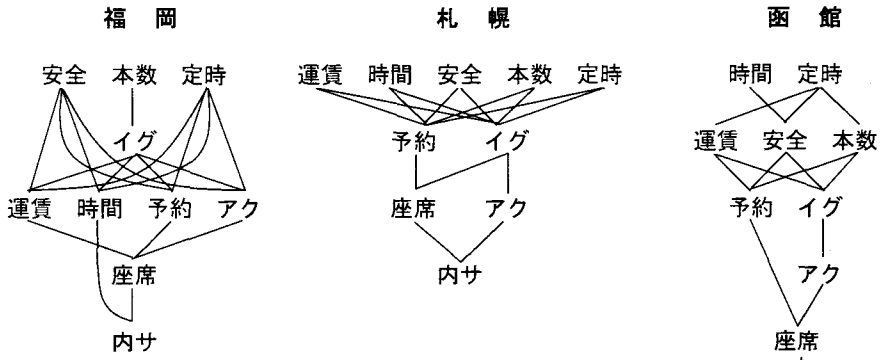 福岡
安全 本数 定時
イグ
運賃 時間 予約 アク
座席
内サ
札幌
運賃 時間 安全 本数 定時
予約 イグ
座席 アク
内サ
函館
時間 定時
運賃 安全 本数
予約 イグ
アク
座席